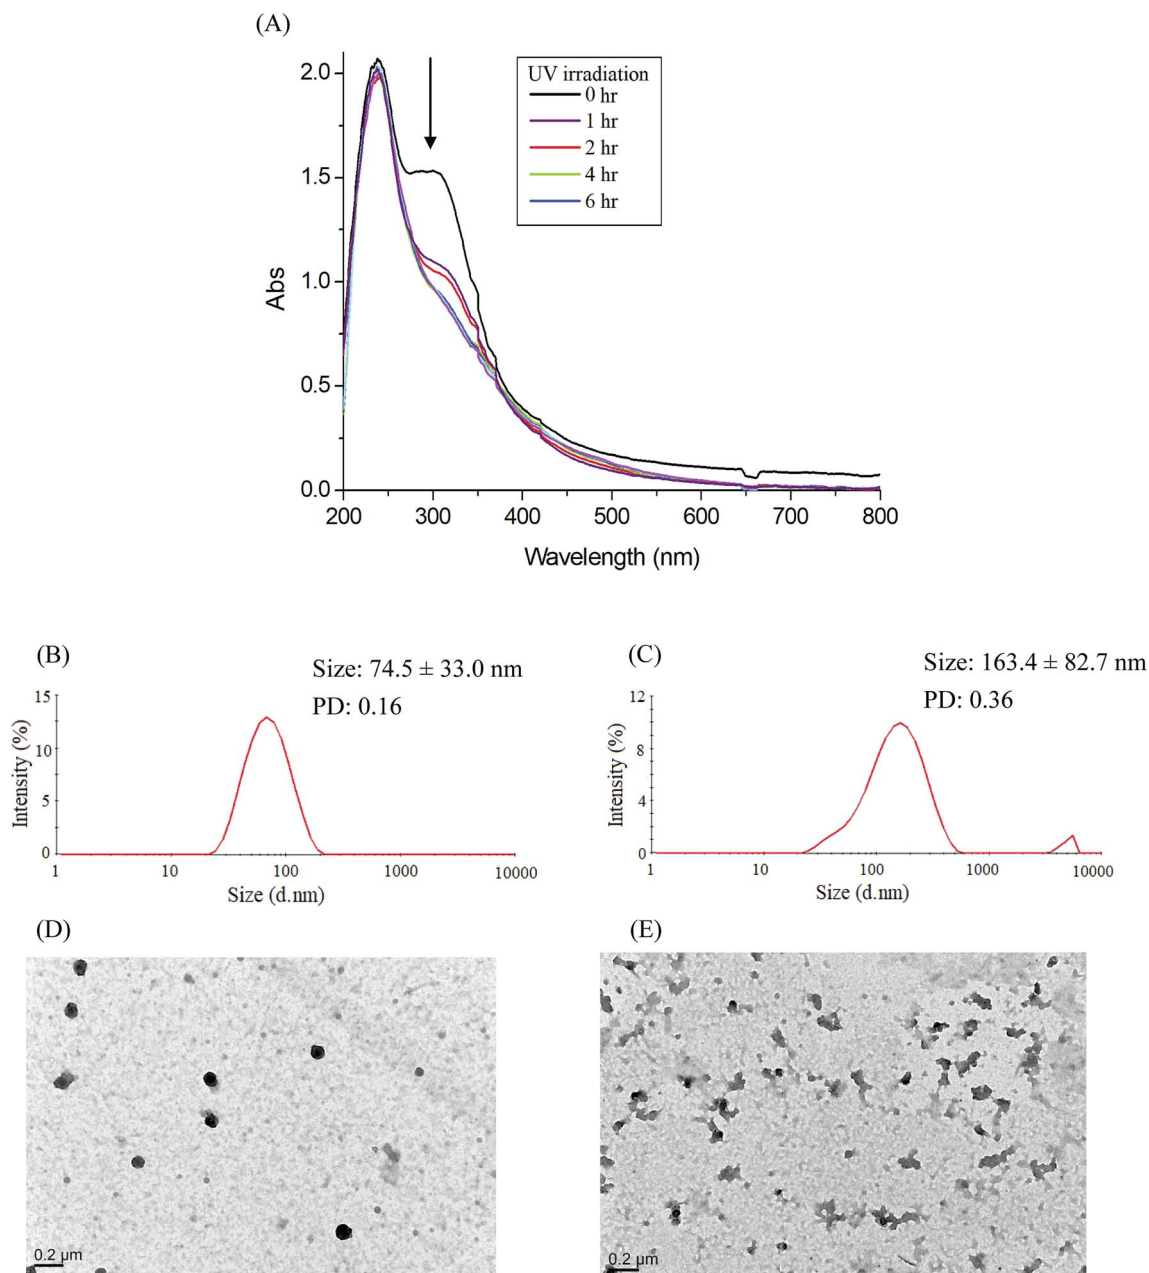 (A)
2.0
1.5
1.0
0.5
0.0
Abs
200 300 400 500 600 700 800
Wavelength (nm)
UV irradiation
0 hr
1 hr
2 hr
4 hr
6 hr
(B)
Size: 74.5 ± 33.0 nm
PD: 0.16
15
10
5
0
Intensity (%)
1 10 100 1000 10000
Size (d.nm)
(C)
Size: 163.4 ± 82.7 nm
PD: 0.36
12
8
4
0
Intensity (%)
1 10 100 1000 10000
Size (d.nm)
(D)
0.2 µm
(E)
0.2 µm